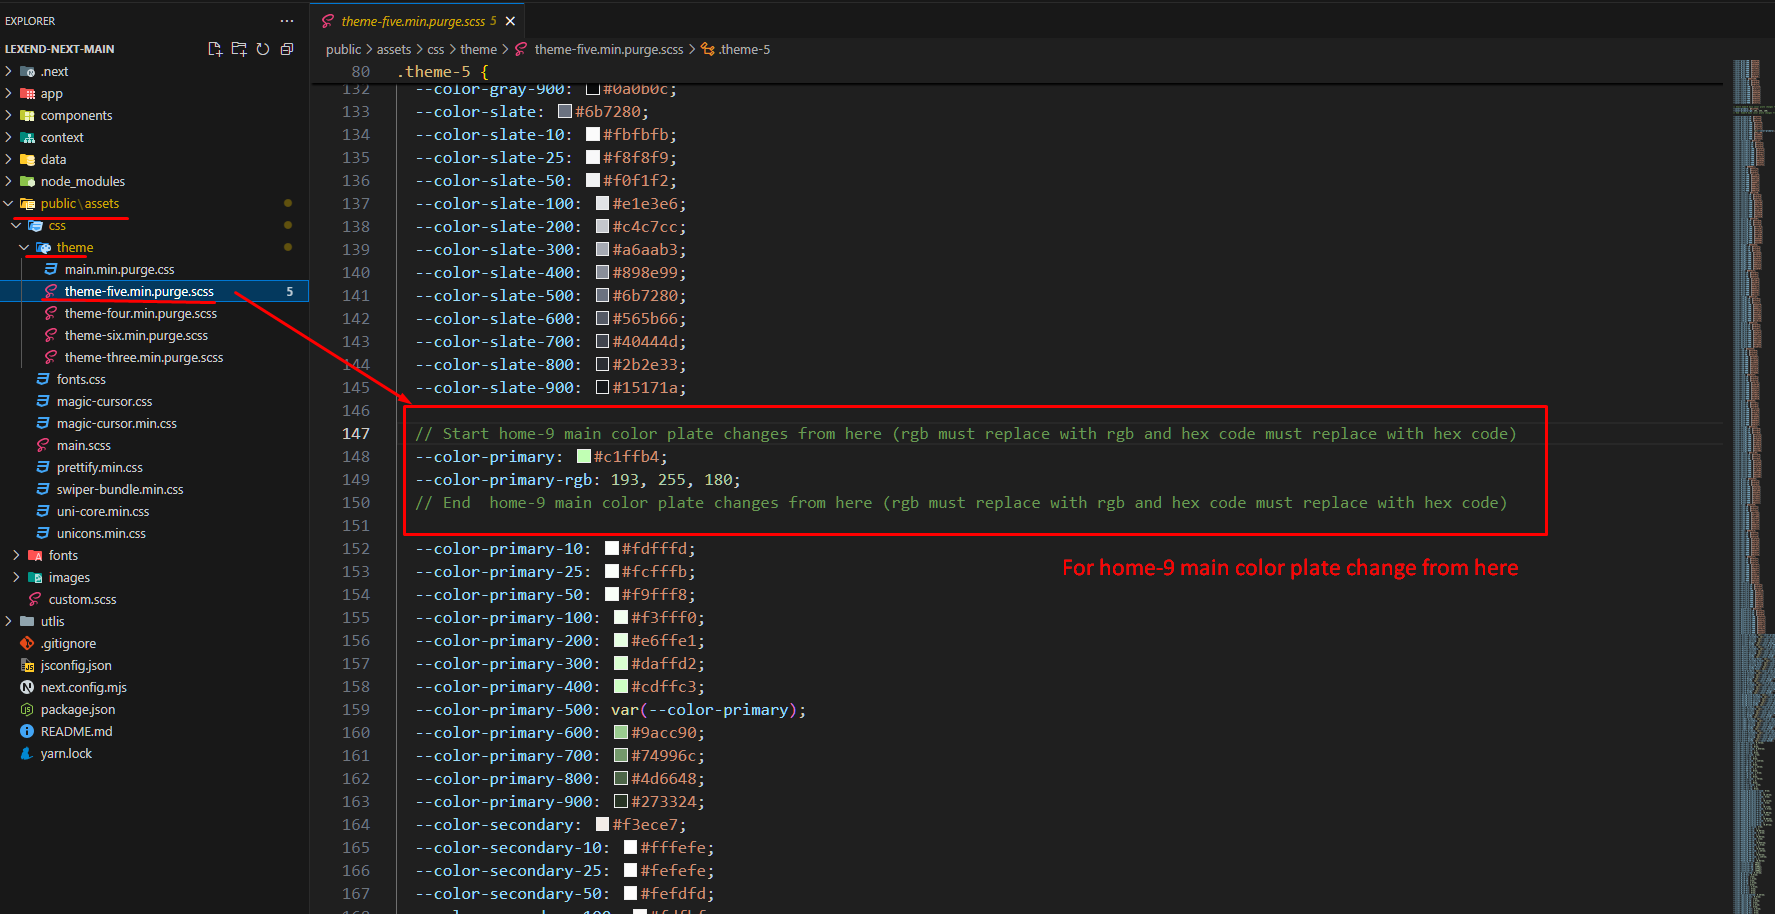 EXPLORER
LEXEND-NEXT-MAIN
.next
app
components
context
data
node_modules
public\assets
css
theme
main.min.purge.css
theme-five.min.purge.scss 5
theme-four.min.purge.scss
theme-six.min.purge.scss
theme-three.min.purge.scss
fonts.css
magic-cursor.css
magic-cursor.min.css
main.scss
prettify.min.css
swiper-bundle.min.css
uni-core.min.css
unicons.min.css
fonts
images
custom.scss
utlis
.gitignore
jsconfig.json
next.config.mjs
package.json
README.md
yarn.lock
theme-five.min.purge.scss 5
public > assets > css > theme > theme-five.min.purge.scss > .theme-5
80 .theme-5 {
132 --color-gray-900: #0a0b0c;
133 --color-slate: #6b7280;
134 --color-slate-10: #fbfbfb;
135 --color-slate-25: #f8f8f9;
136 --color-slate-50: #f0f1f2;
137 --color-slate-100: #e1e3e6;
138 --color-slate-200: #c4c7cc;
139 --color-slate-300: #a6aab3;
140 --color-slate-400: #898e99;
141 --color-slate-500: #6b7280;
142 --color-slate-600: #565b66;
143 --color-slate-700: #40444d;
144 --color-slate-800: #2b2e33;
145 --color-slate-900: #15171a;
146
147 // Start home-9 main color plate changes from here (rgb must replace with rgb and hex code must replace with hex code)
148 --color-primary: #c1ffb4;
149 --color-primary-rgb: 193, 255, 180;
150 // End  home-9 main color plate changes from here (rgb must replace with rgb and hex code must replace with hex code)
151
152 --color-primary-10: #fdfffd;
153 --color-primary-25: #fcfffb;
154 --color-primary-50: #f9fff8;
155 --color-primary-100: #f3fff0;
156 --color-primary-200: #e6ffe1;
157 --color-primary-300: #daffd2;
158 --color-primary-400: #cdffc3;
159 --color-primary-500: var(--color-primary);
160 --color-primary-600: #9acc90;
161 --color-primary-700: #74996c;
162 --color-primary-800: #4d6648;
163 --color-primary-900: #273324;
164 --color-secondary: #f3ece7;
165 --color-secondary-10: #fffefe;
166 --color-secondary-25: #fefefe;
167 --color-secondary-50: #fefdfd;
For home-9 main color plate change from here